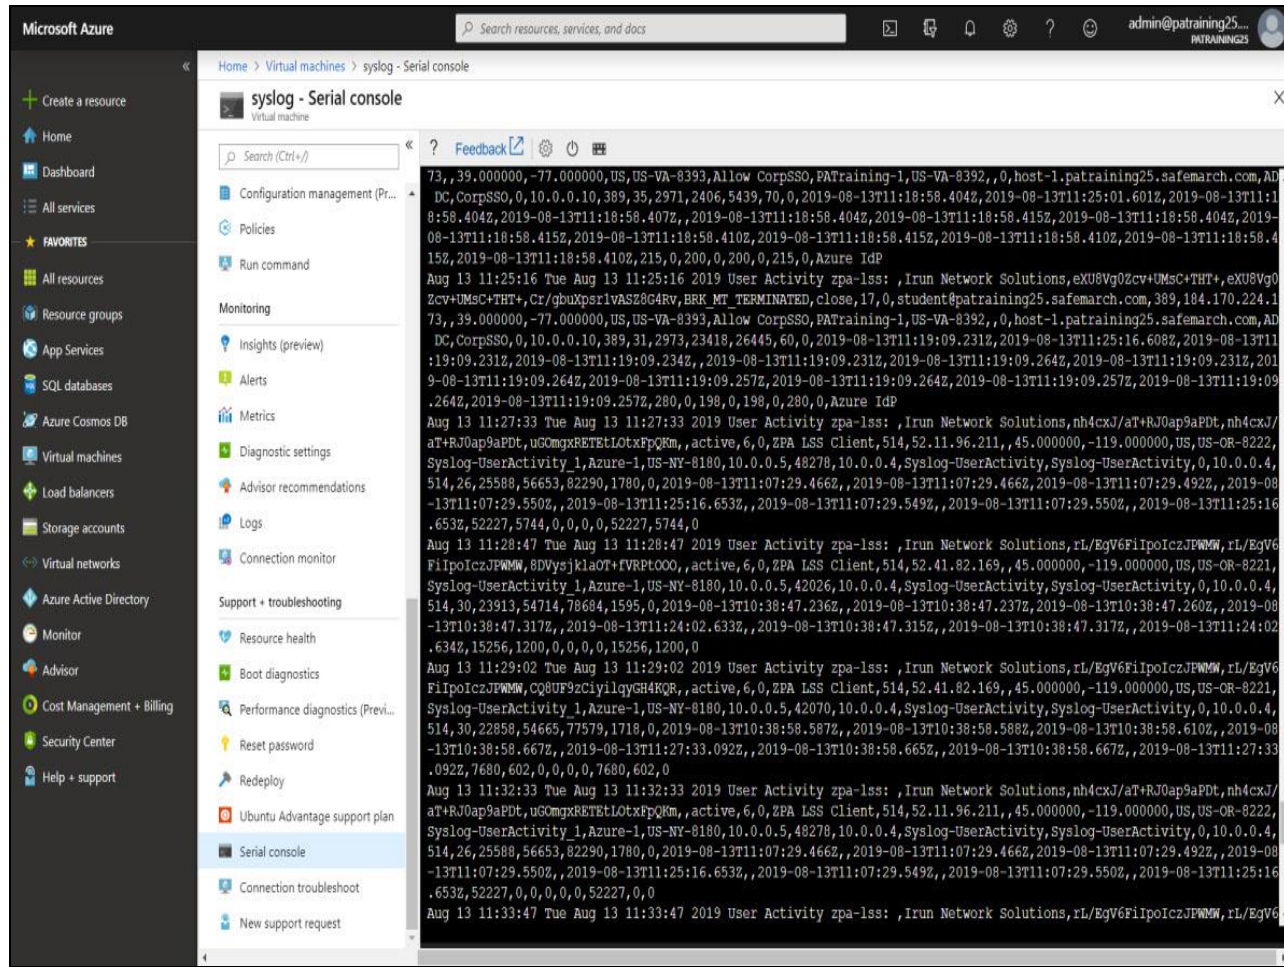 Microsoft Azure
Search resources, services, and docs
admin@patraining25....
PATRAINING25
Create a resource
Home
Dashboard
All services
FAVORITES
All resources
Resource groups
App Services
SQL databases
Azure Cosmos DB
Virtual machines
Load balancers
Storage accounts
Virtual networks
Azure Active Directory
Monitor
Advisor
Cost Management + Billing
Security Center
Help + support
Home > Virtual machines > syslog - Serial console
syslog - Serial console
Virtual machine
Search (Ctrl+/)
Configuration management (Pr...
Policies
Run command
Monitoring
Insights (preview)
Alerts
Metrics
Diagnostic settings
Advisor recommendations
Logs
Connection monitor
Support + troubleshooting
Resource health
Boot diagnostics
Performance diagnostics (Previ...
Reset password
Redeploy
Ubuntu Advantage support plan
Serial console
Connection troubleshoot
New support request
? Feedback
73,,39.000000,-77.000000,US,US-VA-8393,Allow CorpSSO,PATraining-1,US-VA-8392,,0,host-1.patraining25.safemarch.com,AD
DC,CorpSSO,0,10.0.0.10,389,35,2971,2406,5439,70,0,2019-08-13T11:18:58.404Z,2019-08-13T11:25:01.601Z,2019-08-13T11:1
8:58.404Z,2019-08-13T11:18:58.407Z,,2019-08-13T11:18:58.404Z,2019-08-13T11:18:58.415Z,2019-08-13T11:18:58.404Z,2019-
08-13T11:18:58.415Z,2019-08-13T11:18:58.410Z,2019-08-13T11:18:58.415Z,2019-08-13T11:18:58.410Z,2019-08-13T11:18:58.4
15Z,2019-08-13T11:18:58.410Z,215,0,200,0,200,0,215,0,Azure IdP
Aug 13 11:25:16 Tue Aug 13 11:25:16 2019 User Activity zpa-lss: ,Irun Network Solutions,eXU8Vg0Zcv+UMsC+THT+,eXU8Vg0
Zcv+UMsC+THT+,Cr/gbuXpsr1vASZ8G4Rv,BRK_MT_TERMINATED,close,17,0,student@patraining25.safemarch.com,389,184.170.224.1
73,,39.000000,-77.000000,US,US-VA-8393,Allow CorpSSO,PATraining-1,US-VA-8392,,0,host-1.patraining25.safemarch.com,AD
DC,CorpSSO,0,10.0.0.10,389,31,2973,23418,26445,60,0,2019-08-13T11:19:09.231Z,2019-08-13T11:25:16.608Z,2019-08-13T11
:19:09.231Z,2019-08-13T11:19:09.234Z,,2019-08-13T11:19:09.231Z,2019-08-13T11:19:09.264Z,2019-08-13T11:19:09.231Z,201
9-08-13T11:19:09.264Z,2019-08-13T11:19:09.257Z,2019-08-13T11:19:09.264Z,2019-08-13T11:19:09.257Z,2019-08-13T11:19:09
.264Z,2019-08-13T11:19:09.257Z,280,0,198,0,198,0,280,0,Azure IdP
Aug 13 11:27:33 Tue Aug 13 11:27:33 2019 User Activity zpa-lss: ,Irun Network Solutions,nh4cxJ/aT+RJ0ap9aPDt,nh4cxJ/
aT+RJ0ap9aPDt,uGOmgxRETEtLOtxFpQKm,,active,6,0,ZPA LSS Client,514,52.11.96.211,,45.000000,-119.000000,US,US-OR-8222,
Syslog-UserActivity_1,Azure-1,US-NY-8180,10.0.0.5,48278,10.0.0.4,Syslog-UserActivity,Syslog-UserActivity,0,10.0.0.4,
514,26,25588,56653,82290,1780,0,2019-08-13T11:07:29.466Z,,2019-08-13T11:07:29.466Z,2019-08-13T11:07:29.492Z,,2019-08
-13T11:07:29.550Z,,2019-08-13T11:25:16.653Z,,2019-08-13T11:07:29.549Z,,2019-08-13T11:07:29.550Z,,2019-08-13T11:25:16
.653Z,52227,5744,0,0,0,0,52227,5744,0
Aug 13 11:28:47 Tue Aug 13 11:28:47 2019 User Activity zpa-lss: ,Irun Network Solutions,rL/EgV6FiIpoIczJPWMW,rL/EgV6
FiIpoIczJPWMW,8DVysjklaOT+fVRPtOOO,,active,6,0,ZPA LSS Client,514,52.41.82.169,,45.000000,-119.000000,US,US-OR-8221,
Syslog-UserActivity_1,Azure-1,US-NY-8180,10.0.0.5,42026,10.0.0.4,Syslog-UserActivity,Syslog-UserActivity,0,10.0.0.4,
514,30,23913,54714,78684,1595,0,2019-08-13T10:38:47.236Z,,2019-08-13T10:38:47.237Z,2019-08-13T10:38:47.260Z,,2019-08
-13T10:38:47.317Z,,2019-08-13T11:24:02.633Z,,2019-08-13T10:38:47.315Z,,2019-08-13T10:38:47.317Z,,2019-08-13T11:24:02
.634Z,15256,1200,0,0,0,0,15256,1200,0
Aug 13 11:29:02 Tue Aug 13 11:29:02 2019 User Activity zpa-lss: ,Irun Network Solutions,rL/EgV6FiIpoIczJPWMW,rL/EgV6
FiIpoIczJPWMW,CQ8UF9zCiyilqyGH4KQR,,active,6,0,ZPA LSS Client,514,52.41.82.169,,45.000000,-119.000000,US,US-OR-8221,
Syslog-UserActivity_1,Azure-1,US-NY-8180,10.0.0.5,42070,10.0.0.4,Syslog-UserActivity,Syslog-UserActivity,0,10.0.0.4,
514,30,22858,54665,77579,1718,0,2019-08-13T10:38:58.587Z,,2019-08-13T10:38:58.588Z,2019-08-13T10:38:58.610Z,,2019-08
-13T10:38:58.667Z,,2019-08-13T11:27:33.092Z,,2019-08-13T10:38:58.665Z,,2019-08-13T10:38:58.667Z,,2019-08-13T11:27:33
.092Z,7680,602,0,0,0,0,7680,602,0
Aug 13 11:32:33 Tue Aug 13 11:32:33 2019 User Activity zpa-lss: ,Irun Network Solutions,nh4cxJ/aT+RJ0ap9aPDt,nh4cxJ/
aT+RJ0ap9aPDt,uGOmgxRETEtLOtxFpQKm,,active,6,0,ZPA LSS Client,514,52.11.96.211,,45.000000,-119.000000,US,US-OR-8222,
Syslog-UserActivity_1,Azure-1,US-NY-8180,10.0.0.5,48278,10.0.0.4,Syslog-UserActivity,Syslog-UserActivity,0,10.0.0.4,
514,26,25588,56653,82290,1780,0,2019-08-13T11:07:29.466Z,,2019-08-13T11:07:29.466Z,2019-08-13T11:07:29.492Z,,2019-08
-13T11:07:29.550Z,,2019-08-13T11:25:16.653Z,,2019-08-13T11:07:29.549Z,,2019-08-13T11:07:29.550Z,,2019-08-13T11:25:16
.653Z,52227,0,0,0,0,0,52227,0,0
Aug 13 11:33:47 Tue Aug 13 11:33:47 2019 User Activity zpa-lss: ,Irun Network Solutions,rL/EgV6FiIpoIczJPWMW,rL/EgV6